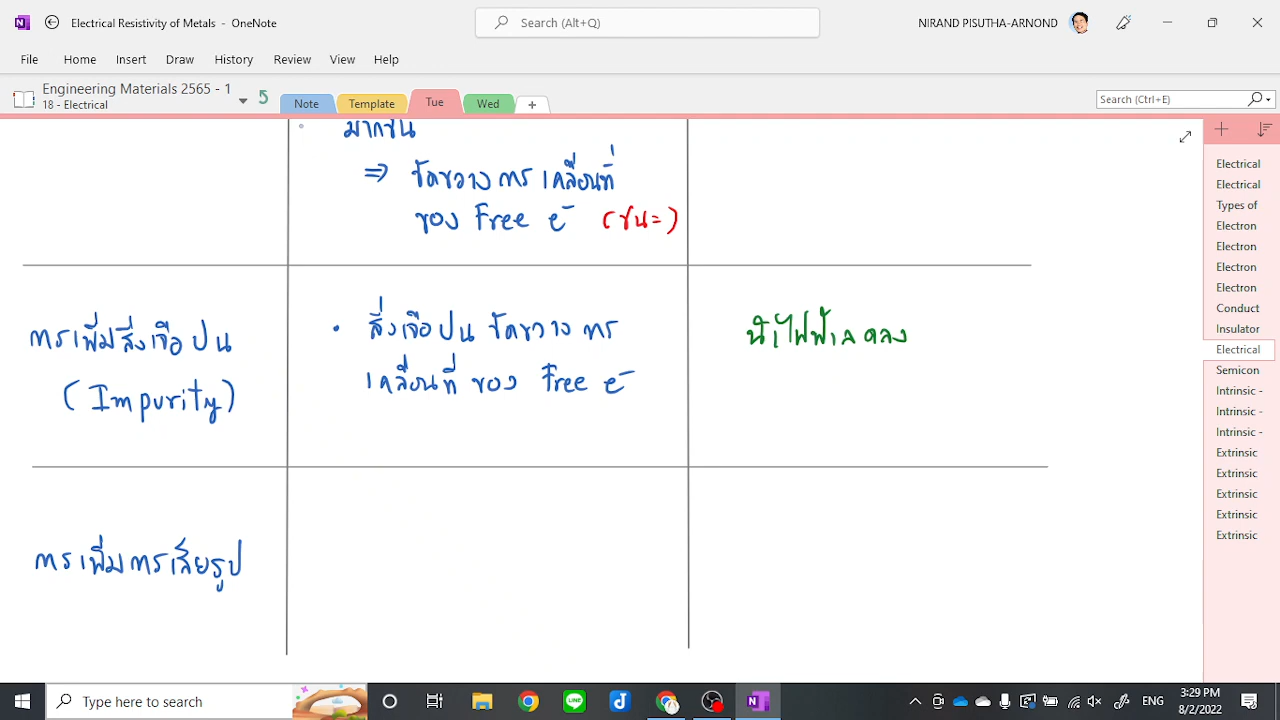 Electrical Resistivity of Metals - OneNote
Search (Alt+Q)
NIRAND PISUTHA-ARNOND
File Home Insert Draw History Review View Help
Engineering Materials 2565 - 1
18 - Electrical
Note Template Tue Wed
Search (Ctrl+E)
มากขึ้น
⇒ ขัดขวางการเคลื่อนที่
ของ Free e⁻ (ชนะ)
การเพิ่มสิ่งเจือปน
(Impurity)
• สิ่งเจือปน ขัดขวาง การ
เคลื่อนที่ ของ Free e⁻
นำไฟฟ้าลดลง
การเพิ่มการเสียรูป
Electrical
Electrical
Types of
Electron
Electron
Electron
Electron
Conduct
Insulator
Electrical
Semicon
Intrinsic -
Intrinsic -
Intrinsic -
Extrinsic
Extrinsic
Extrinsic
Extrinsic
Extrinsic
Type here to search
ENG
3:29 PM
8/2/2022